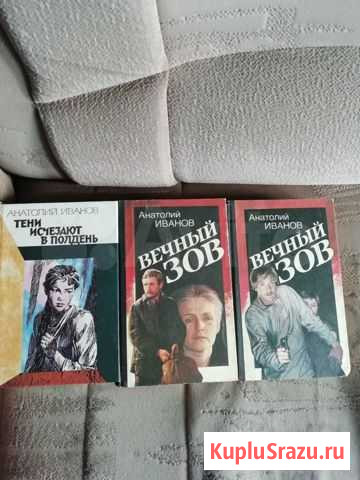 АНАТОЛИЙ ИВАНОВ
ТЕНИ
ИСЧЕЗАЮТ
В ПОЛДЕНЬ
Анатолий
ИВАНОВ
ВЕЧНЫЙ
ЗОВ
Анатолий
ИВАНОВ
ВЕЧНЫЙ
ЗОВ
KupluSrazu.ru